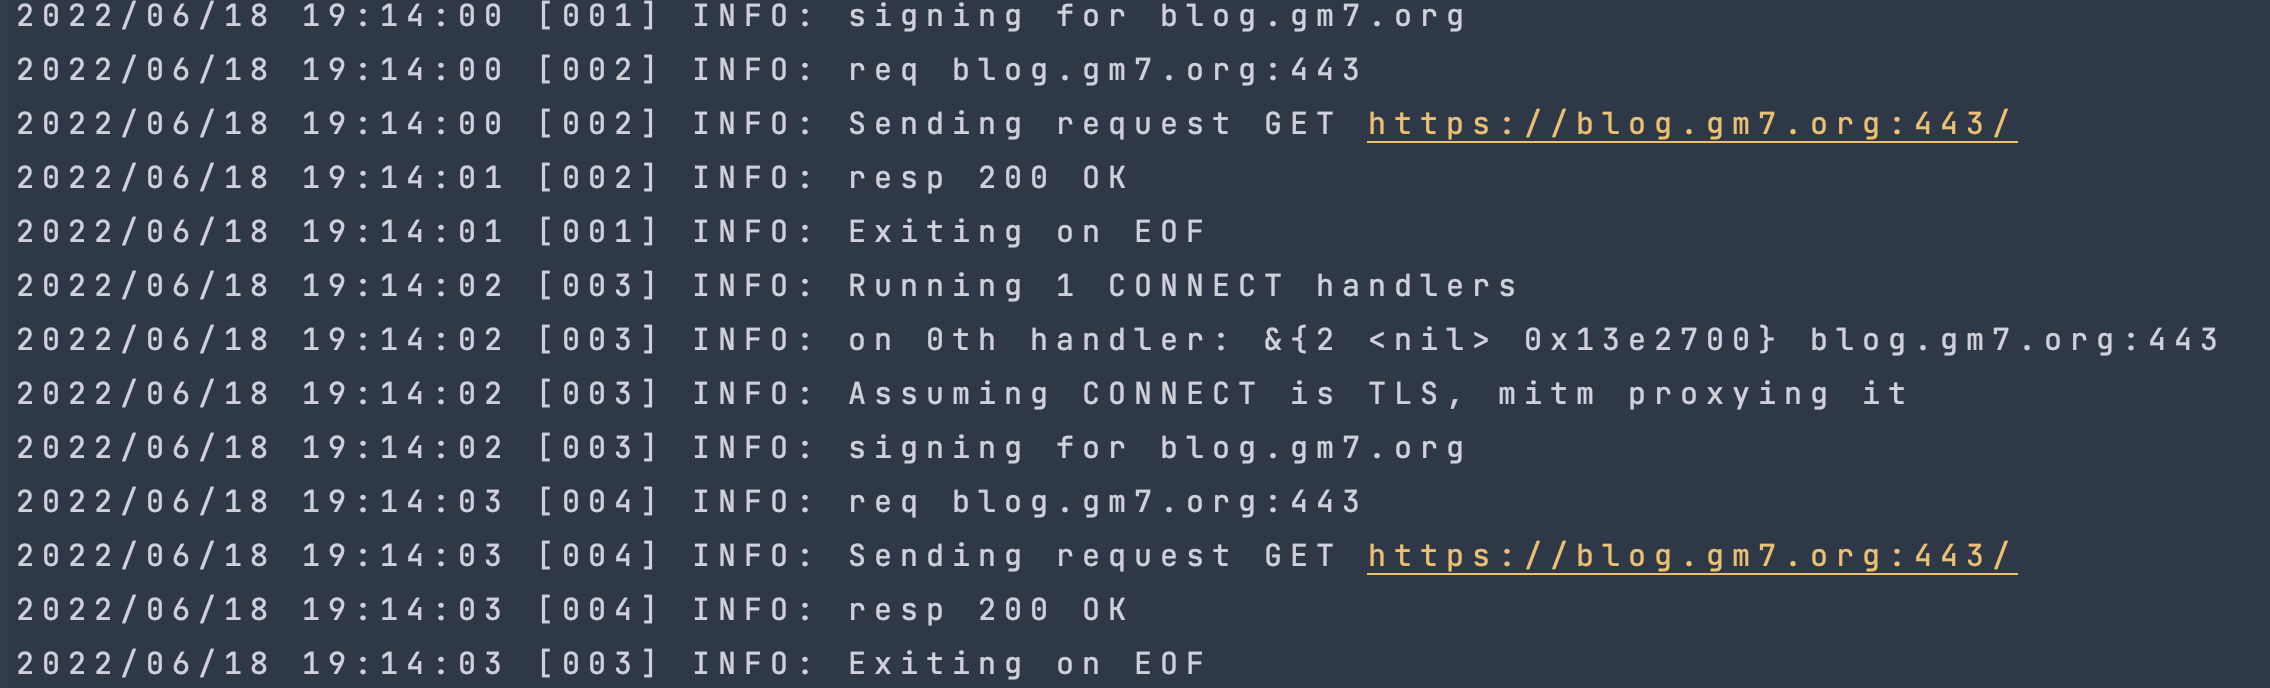 2022/06/18 19:14:00 [001] INFO: signing for blog.gm7.org
2022/06/18 19:14:00 [002] INFO: req blog.gm7.org:443
2022/06/18 19:14:00 [002] INFO: Sending request GET https://blog.gm7.org:443/
2022/06/18 19:14:01 [002] INFO: resp 200 OK
2022/06/18 19:14:01 [001] INFO: Exiting on EOF
2022/06/18 19:14:02 [003] INFO: Running 1 CONNECT handlers
2022/06/18 19:14:02 [003] INFO: on 0th handler: &{2 <nil> 0x13e2700} blog.gm7.org:443
2022/06/18 19:14:02 [003] INFO: Assuming CONNECT is TLS, mitm proxying it
2022/06/18 19:14:02 [003] INFO: signing for blog.gm7.org
2022/06/18 19:14:03 [004] INFO: req blog.gm7.org:443
2022/06/18 19:14:03 [004] INFO: Sending request GET https://blog.gm7.org:443/
2022/06/18 19:14:03 [004] INFO: resp 200 OK
2022/06/18 19:14:03 [003] INFO: Exiting on EOF